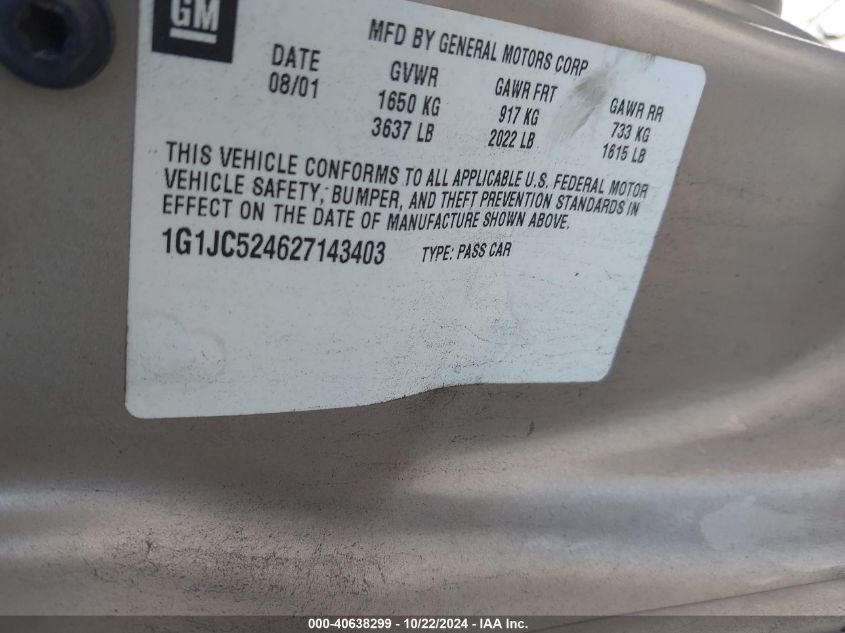 GM
MFD BY GENERAL MOTORS CORP
DATE GVWR GAWR FRT GAWR RR
08/01 1650 KG 917 KG 733 KG
3637 LB 2022 LB 1615 LB
THIS VEHICLE CONFORMS TO ALL APPLICABLE U.S. FEDERAL MOTOR
VEHICLE SAFETY, BUMPER, AND THEFT PREVENTION STANDARDS IN
EFFECT ON THE DATE OF MANUFACTURE SHOWN ABOVE.
1G1JC524627143403 TYPE: PASS CAR
000-40638299 - 10/22/2024 - IAA Inc.